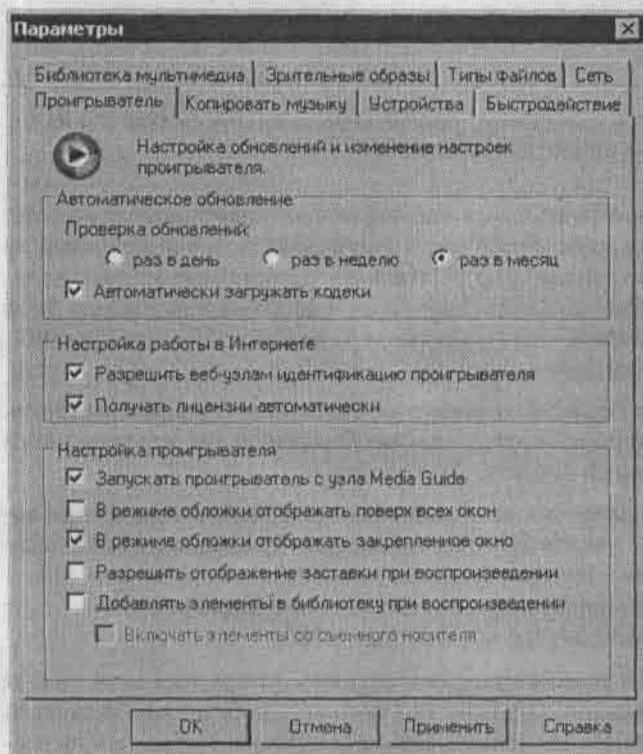 Параметры
Библиотека мультимедиа Зрительные образы Типы файлов Сеть
Проигрыватель Копировать музыку Устройства Быстродействие
Настройка обновлений и изменение настроек
проигрывателя.
Автоматическое обновление
Проверка обновлений:
раз в день раз в неделю раз в месяц
Автоматически загружать кодеки
Настройка работы в Интернете
Разрешить веб-узлам идентификацию проигрывателя
Получать лицензии автоматически
Настройка проигрывателя
Запускать проигрыватель с узла Media Guide
В режиме обложки отображать поверх всех окон
В режиме обложки отображать закрепленное окно
Разрешить отображение заставки при воспроизведении
Добавлять элементы в библиотеку при воспроизведении
Включать элементы со съемного носителя
OK Отмена Применить Справка